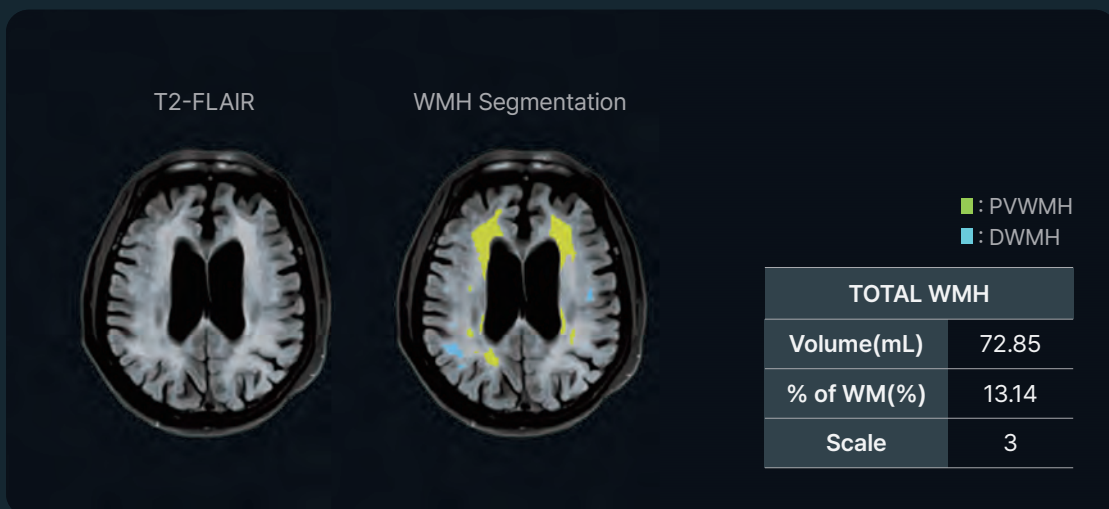 T2-FLAIR
WMH Segmentation
: PVWMH
: DWMH
TOTAL WMH
Volume(mL) 72.85
% of WM(%) 13.14
Scale 3